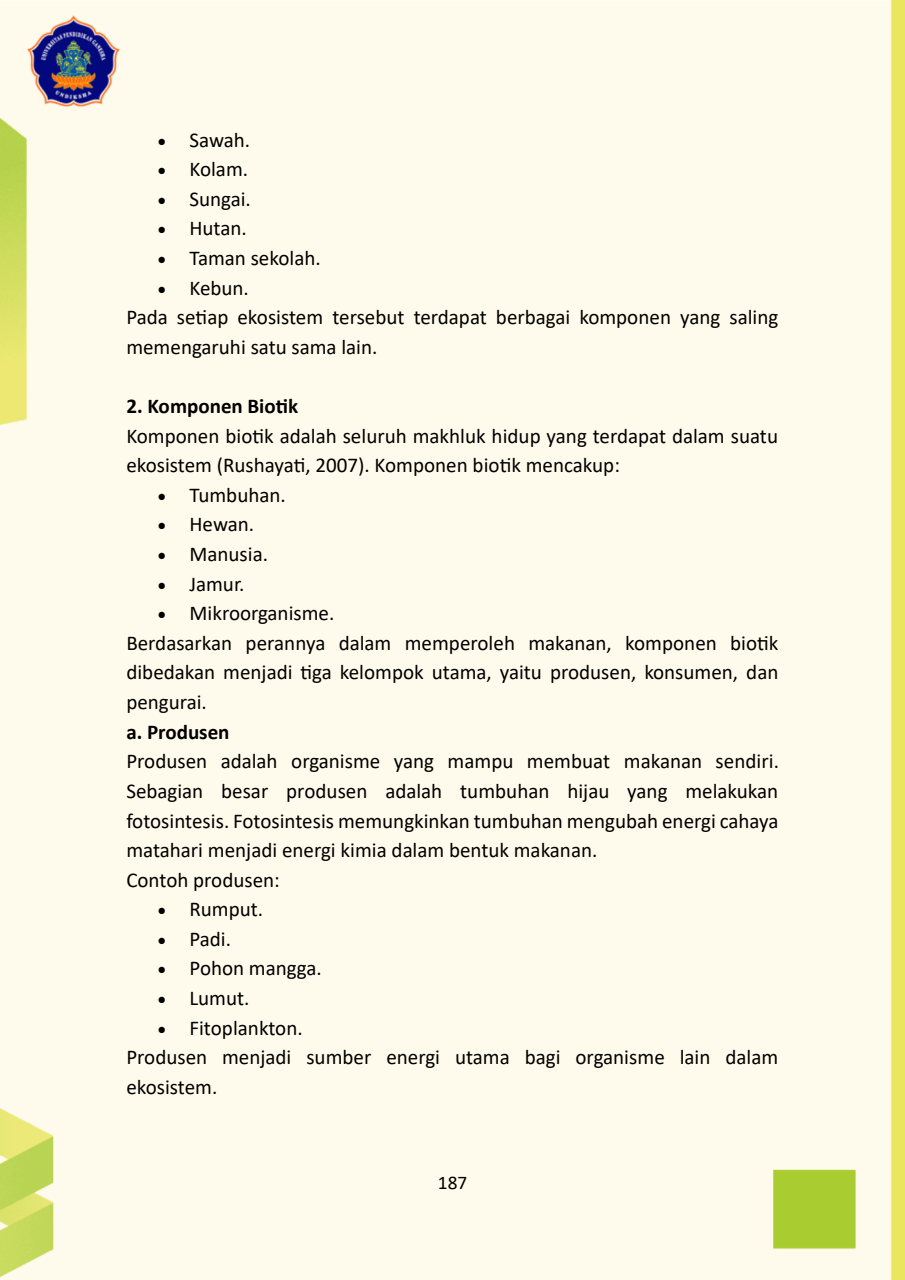 UNIVERSITAS PENDIDIKAN GANESHA
UNDIKSHA
• Sawah.
• Kolam.
• Sungai.
• Hutan.
• Taman sekolah.
• Kebun.
Pada setiap ekosistem tersebut terdapat berbagai komponen yang saling
memengaruhi satu sama lain.
2. Komponen Biotik
Komponen biotik adalah seluruh makhluk hidup yang terdapat dalam suatu
ekosistem (Rushayati, 2007). Komponen biotik mencakup:
• Tumbuhan.
• Hewan.
• Manusia.
• Jamur.
• Mikroorganisme.
Berdasarkan perannya dalam memperoleh makanan, komponen biotik
dibedakan menjadi tiga kelompok utama, yaitu produsen, konsumen, dan
pengurai.
a. Produsen
Produsen adalah organisme yang mampu membuat makanan sendiri.
Sebagian besar produsen adalah tumbuhan hijau yang melakukan
fotosintesis. Fotosintesis memungkinkan tumbuhan mengubah energi cahaya
matahari menjadi energi kimia dalam bentuk makanan.
Contoh produsen:
• Rumput.
• Padi.
• Pohon mangga.
• Lumut.
• Fitoplankton.
Produsen menjadi sumber energi utama bagi organisme lain dalam
ekosistem.
187